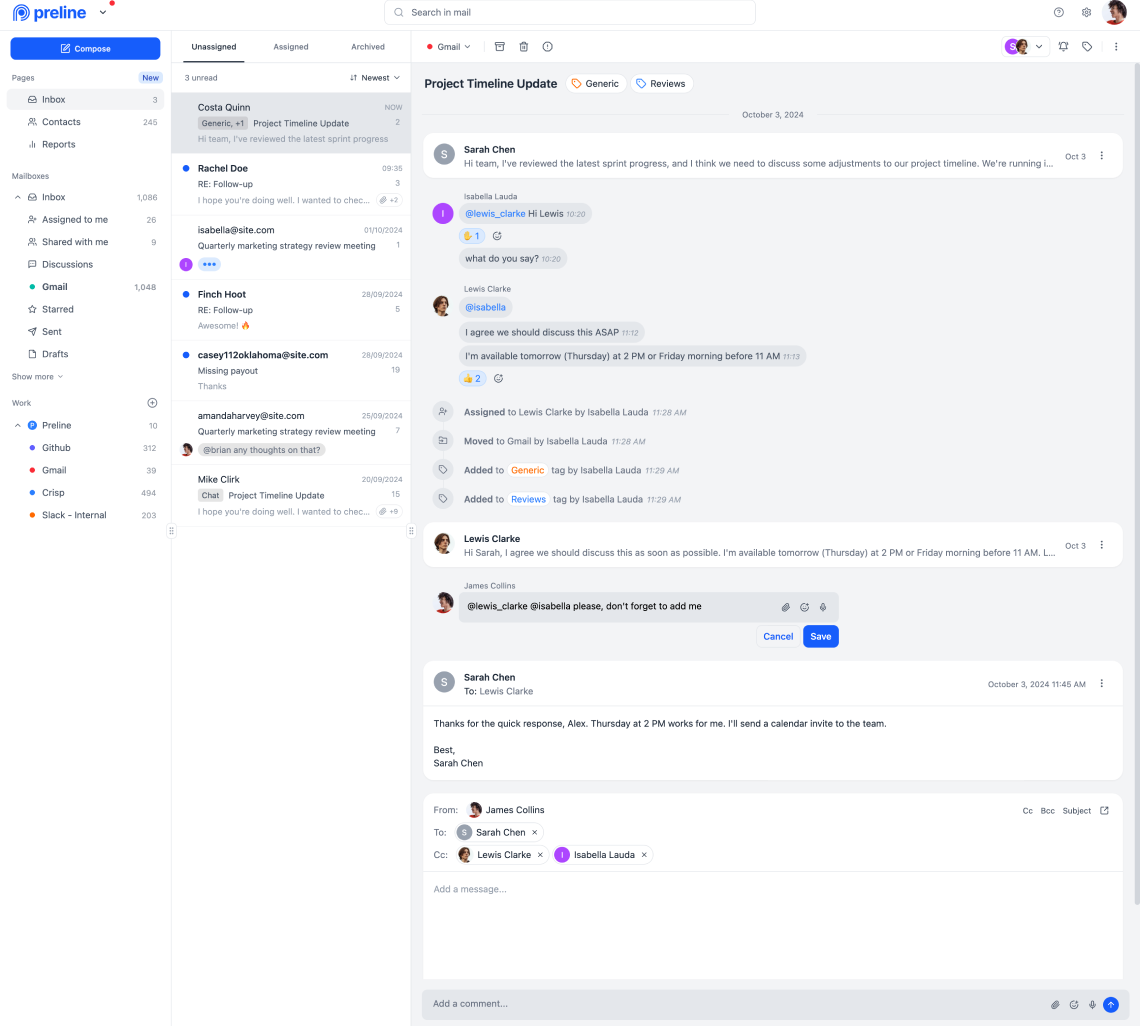 preline
Search in mail
Compose
Pages
New
Inbox 3
Contacts 245
Reports
Mailboxes
Inbox 1,086
Assigned to me 26
Shared with me 9
Discussions
Gmail 1,048
Starred
Sent
Drafts
Show more
Work
P Preline 10
Github 312
Gmail 39
Crisp 494
Slack - Internal 203
Unassigned Assigned Archived
3 unread Newest
Costa Quinn NOW
Generic, +1 Project Timeline Update 2
Hi team, I've reviewed the latest sprint progress
Rachel Doe 09:35
RE: Follow-up 3
I hope you're doing well. I wanted to chec... +2
isabella@site.com 01/10/2024
Quarterly marketing strategy review meeting 1
I •••
Finch Hoot 28/09/2024
RE: Follow-up 5
Awesome! 🔥
casey112oklahoma@site.com 28/09/2024
Missing payout 19
Thanks
amandaharvey@site.com 25/09/2024
Quarterly marketing strategy review meeting 7
@brian any thoughts on that?
Mike Clirk 20/09/2024
Chat Project Timeline Update 15
I hope you're doing well. I wanted to chec... +9
Gmail
S
Project Timeline Update Generic Reviews
October 3, 2024
S
Sarah Chen
Hi team, I've reviewed the latest sprint progress, and I think we need to discuss some adjustments to our project timeline. We're running i...
Oct 3
Isabella Lauda
I
@lewis_clarke Hi Lewis 10:20
✋ 1
what do you say? 10:20
Lewis Clarke
@isabella
I agree we should discuss this ASAP 11:12
I'm available tomorrow (Thursday) at 2 PM or Friday morning before 11 AM 11:13
👍 2
Assigned to Lewis Clarke by Isabella Lauda 11:28 AM
Moved to Gmail by Isabella Lauda 11:28 AM
Added to Generic tag by Isabella Lauda 11:29 AM
Added to Reviews tag by Isabella Lauda 11:29 AM
Lewis Clarke
Hi Sarah, I agree we should discuss this as soon as possible. I'm available tomorrow (Thursday) at 2 PM or Friday morning before 11 AM. L...
Oct 3
James Collins
@lewis_clarke @isabella please, don't forget to add me
Cancel Save
S
Sarah Chen
To: Lewis Clarke
October 3, 2024 11:45 AM
Thanks for the quick response, Alex. Thursday at 2 PM works for me. I'll send a calendar invite to the team.
Best,
Sarah Chen
From: James Collins Cc Bcc Subject
To: S Sarah Chen ×
Cc: Lewis Clarke × I Isabella Lauda ×
Add a message...
Add a comment...